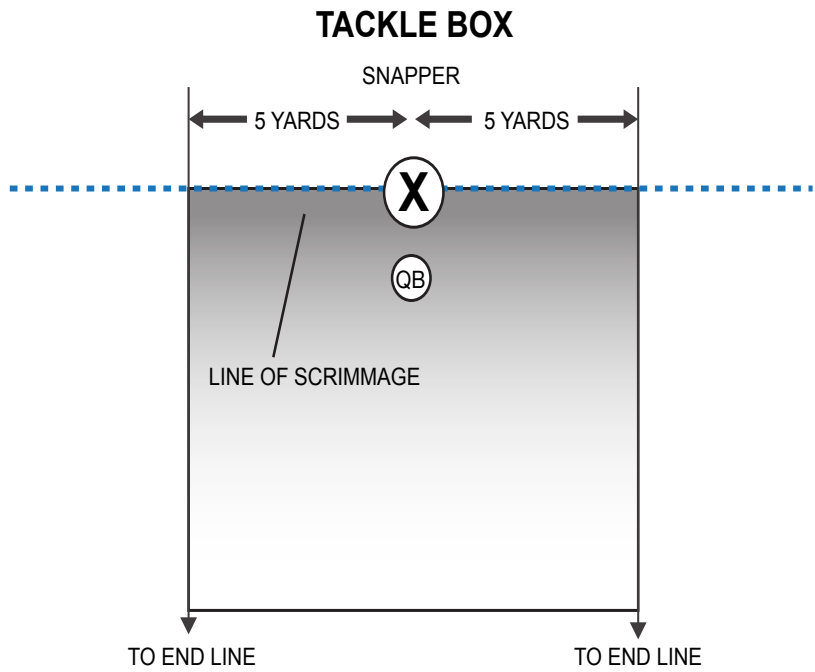 TACKLE BOX
SNAPPER
5 YARDS 5 YARDS
X
QB
LINE OF SCRIMMAGE
TO END LINE TO END LINE